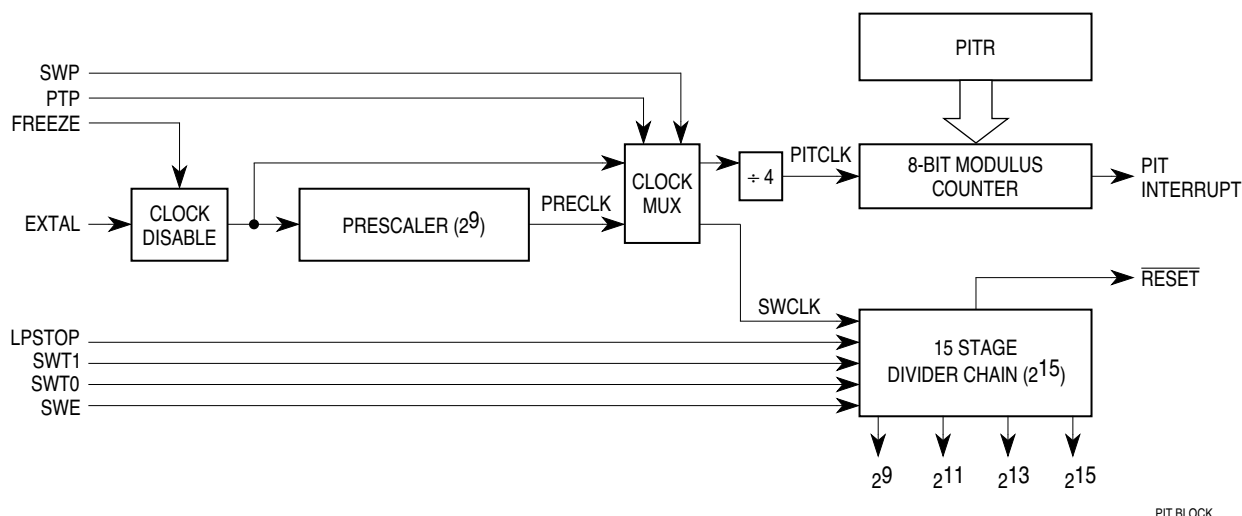 PITR
SWP
PTP
FREEZE
CLOCK
MUX
÷ 4
PITCLK
8-BIT MODULUS
COUNTER
PIT
INTERRUPT
EXTAL
CLOCK
DISABLE
PRESCALER (2⁹)
PRECLK
RESET
SWCLK
LPSTOP
SWT1
SWT0
SWE
15 STAGE
DIVIDER CHAIN (2¹⁵)
2⁹ 2¹¹ 2¹³ 2¹⁵
PIT BLOCK